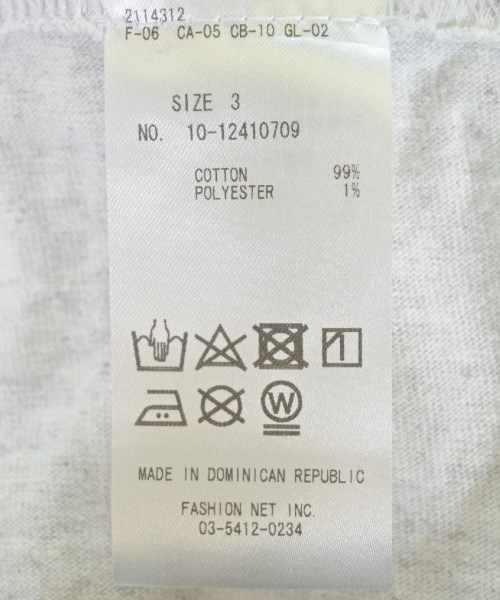 2114312
F-06 CA-05 CB-10 GL-02
SIZE 3
NO. 10-12410709
COTTON 99%
POLYESTER 1%
W
MADE IN DOMINICAN REPUBLIC
FASHION NET INC.
03-5412-0234